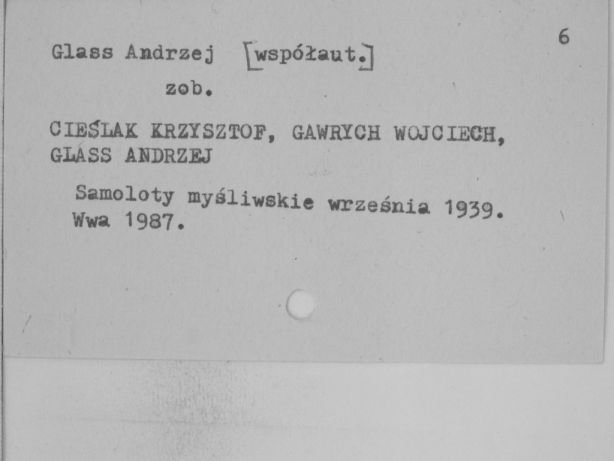 6
Glass Andrzej [współaut.]
zob.
CIEŚLAK KRZYSZTOF, GAWRYCH WOJCIECH,
GLASS ANDRZEJ
Samoloty myśliwskie września 1939.
Wwa 1987.